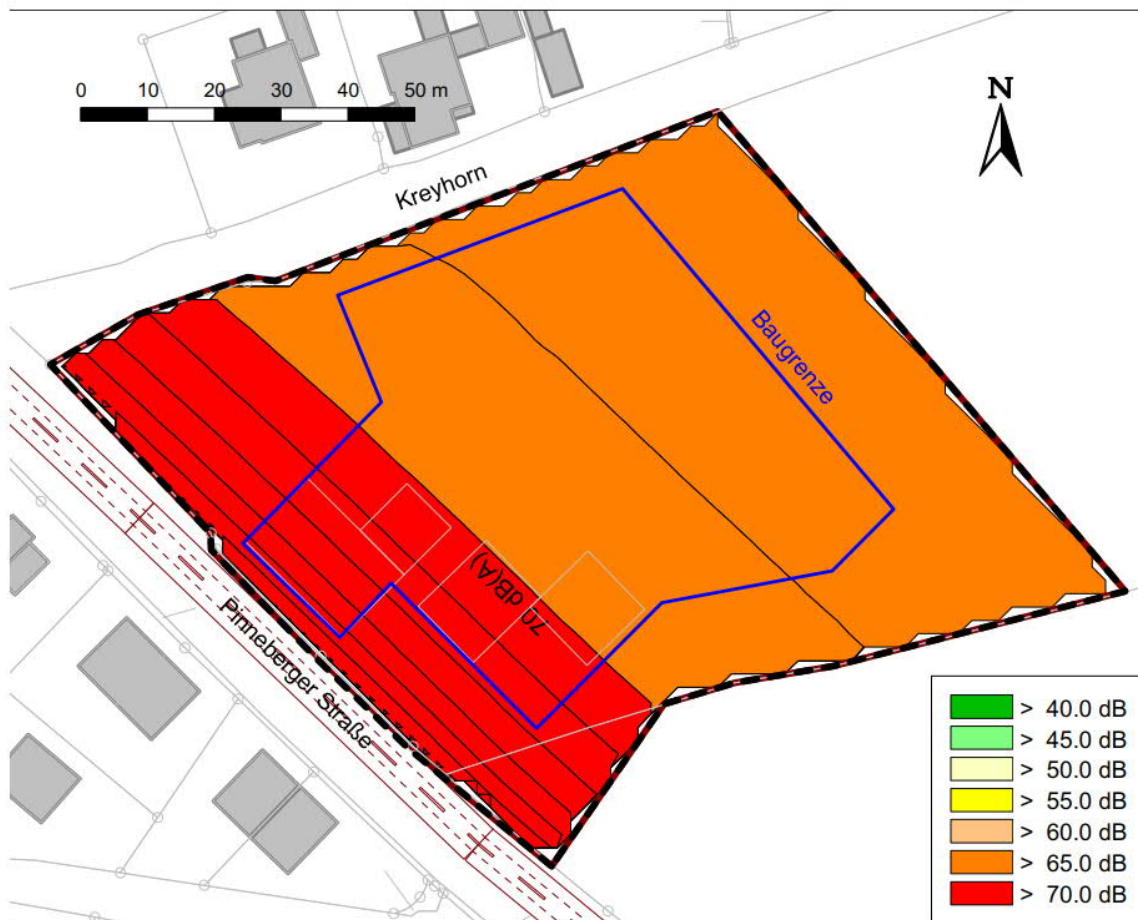 0 10 20 30 40 50 m
N
Kreyhorn
Baugrenze
70 dB(A)
Pinneberger Straße
> 40.0 dB
> 45.0 dB
> 50.0 dB
> 55.0 dB
> 60.0 dB
> 65.0 dB
> 70.0 dB